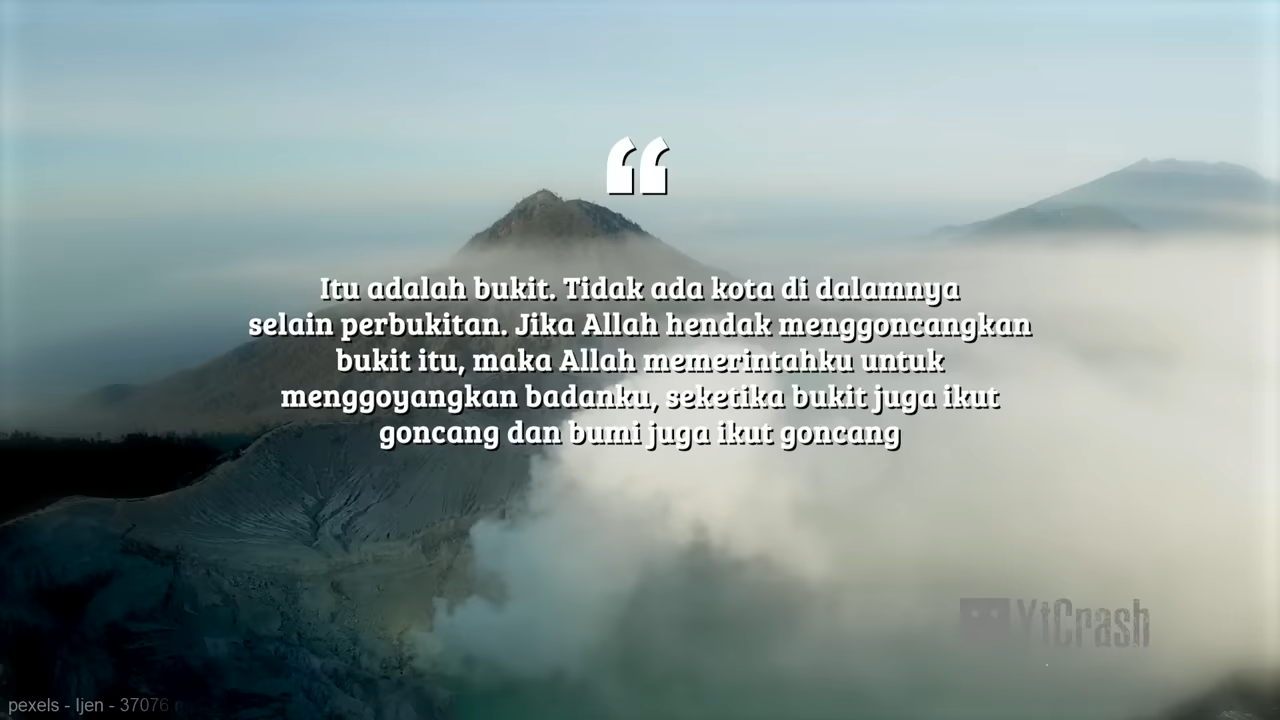 “
Itu adalah bukit. Tidak ada kota di dalamnya
selain perbukitan. Jika Allah hendak menggoncangkan
bukit itu, maka Allah memerintahku untuk
menggoyangkan badanku, seketika bukit juga ikut
goncang dan bumi juga ikut goncang
YtCrash
pexels - Ijen - 37076